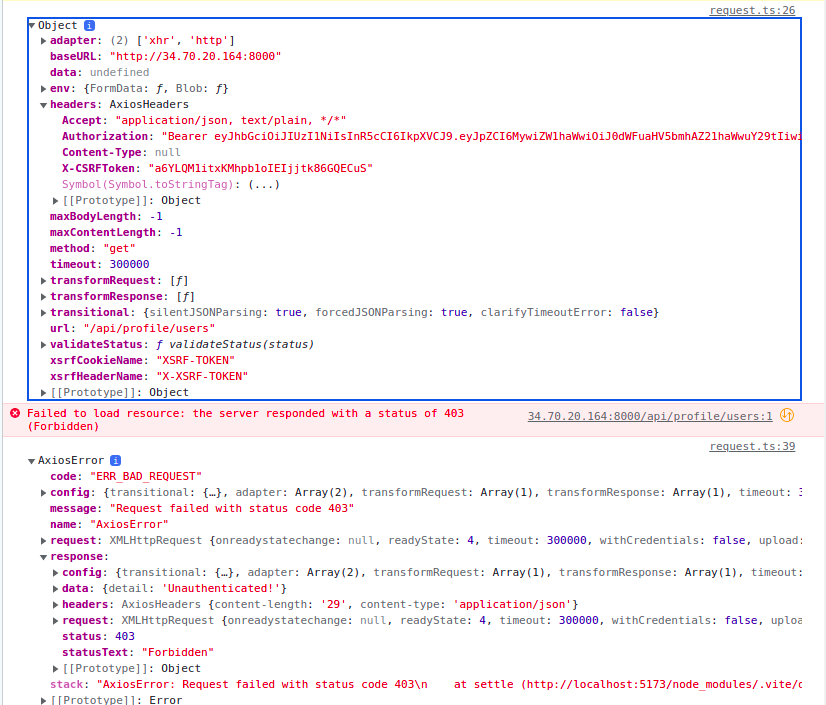 request.ts:26
Object
adapter: (2) ['xhr', 'http']
baseURL: "http://34.70.20.164:8000"
data: undefined
env: {FormData: ƒ, Blob: ƒ}
headers: AxiosHeaders
Accept: "application/json, text/plain, */*"
Authorization: "Bearer eyJhbGciOiJIUzI1NiIsInR5cCI6IkpXVCJ9.eyJpZCI6MywiZW1haWwiOiJ0dWFuaHV5bmhAZ21haWwuY29tIiwi
Content-Type: null
X-CSRFToken: "a6YLQM1itxKMhpb1oIEIjjtk86GQECuS"
Symbol(Symbol.toStringTag): (...)
[[Prototype]]: Object
maxBodyLength: -1
maxContentLength: -1
method: "get"
timeout: 300000
transformRequest: [ƒ]
transformResponse: [ƒ]
transitional: {silentJSONParsing: true, forcedJSONParsing: true, clarifyTimeoutError: false}
url: "/api/profile/users"
validateStatus: ƒ validateStatus(status)
xsrfCookieName: "XSRF-TOKEN"
xsrfHeaderName: "X-XSRF-TOKEN"
[[Prototype]]: Object
Failed to load resource: the server responded with a status of 403 34.70.20.164:8000/api/profile/users:1
(Forbidden)
request.ts:39
AxiosError
code: "ERR_BAD_REQUEST"
config: {transitional: {…}, adapter: Array(2), transformRequest: Array(1), transformResponse: Array(1), timeout: 3
message: "Request failed with status code 403"
name: "AxiosError"
request: XMLHttpRequest {onreadystatechange: null, readyState: 4, timeout: 300000, withCredentials: false, upload:
response:
config: {transitional: {…}, adapter: Array(2), transformRequest: Array(1), transformResponse: Array(1), timeout:
data: {detail: 'Unauthenticated!'}
headers: AxiosHeaders {content-length: '29', content-type: 'application/json'}
request: XMLHttpRequest {onreadystatechange: null, readyState: 4, timeout: 300000, withCredentials: false, uploa
status: 403
statusText: "Forbidden"
[[Prototype]]: Object
stack: "AxiosError: Request failed with status code 403\n    at settle (http://localhost:5173/node_modules/.vite/d
[[Prototype]]: Error